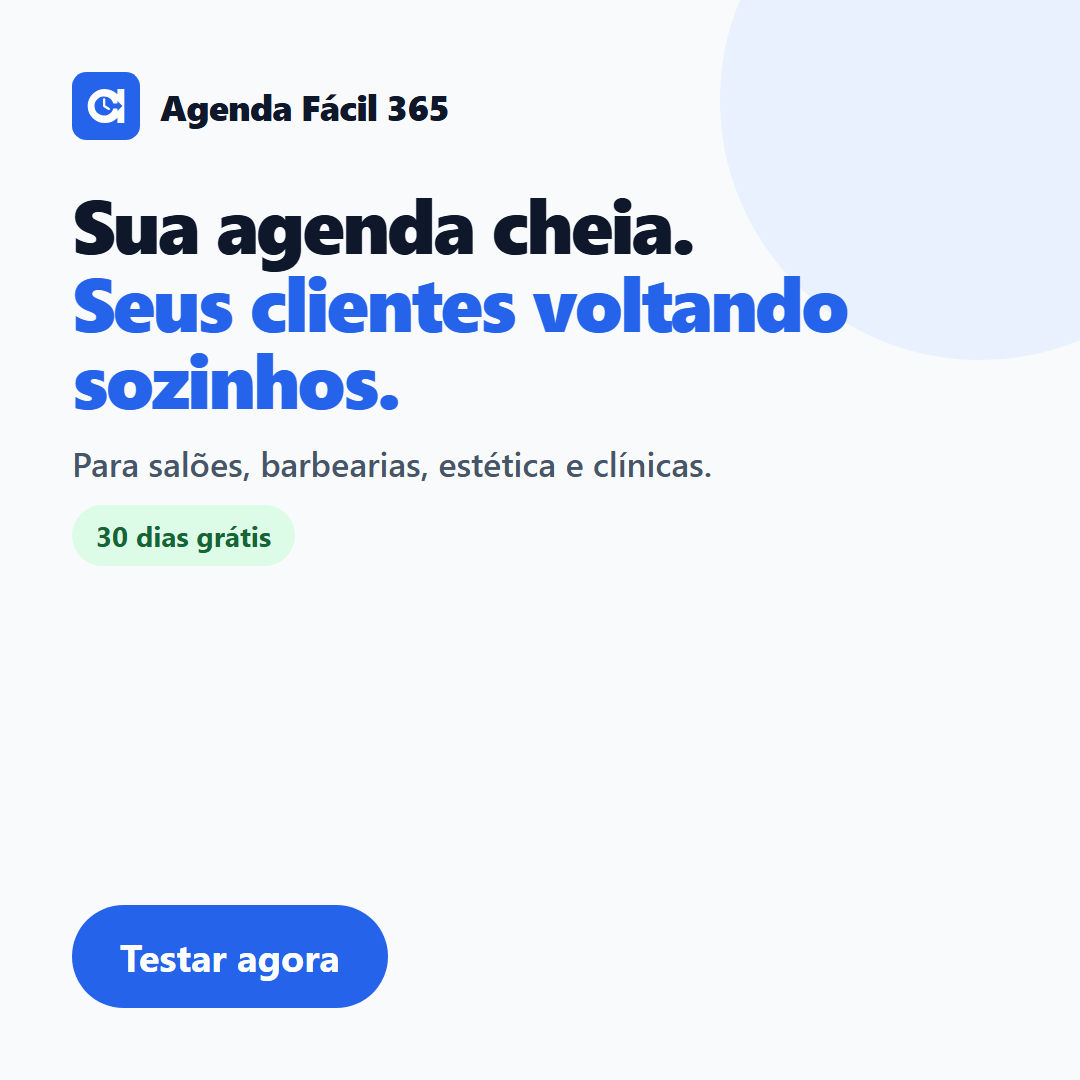 Agenda Fácil 365
Sua agenda cheia.
Seus clientes voltando
sozinhos.
Para salões, barbearias, estética e clínicas.
30 dias grátis
Testar agora